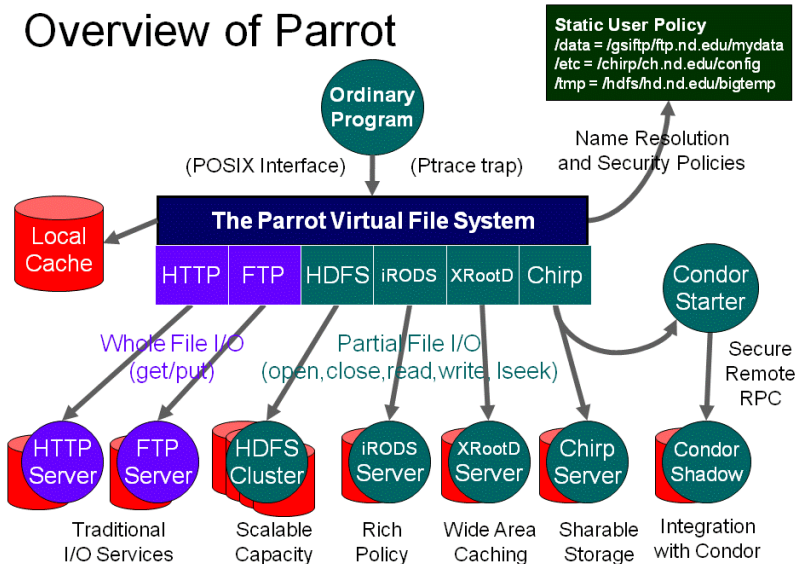 Overview of Parrot
Static User Policy
/data = /gsiftp/ftp.nd.edu/mydata
/etc = /chirp/ch.nd.edu/config
/tmp = /hdfs/hd.nd.edu/bigtemp
Ordinary
Program
(POSIX Interface)
(Ptrace trap)
Name Resolution
and Security Policies
The Parrot Virtual File System
Local
Cache
HTTP
FTP
HDFS
iRODS
XRootD
Chirp
Condor
Starter
Whole File I/O
(get/put)
Partial File I/O
(open,close,read,write, lseek)
Secure
Remote
RPC
HTTP
Server
FTP
Server
HDFS
Cluster
iRODS
Server
XRootD
Server
Chirp
Server
Condor
Shadow
Traditional
I/O Services
Scalable
Capacity
Rich
Policy
Wide Area
Caching
Sharable
Storage
Integration
with Condor